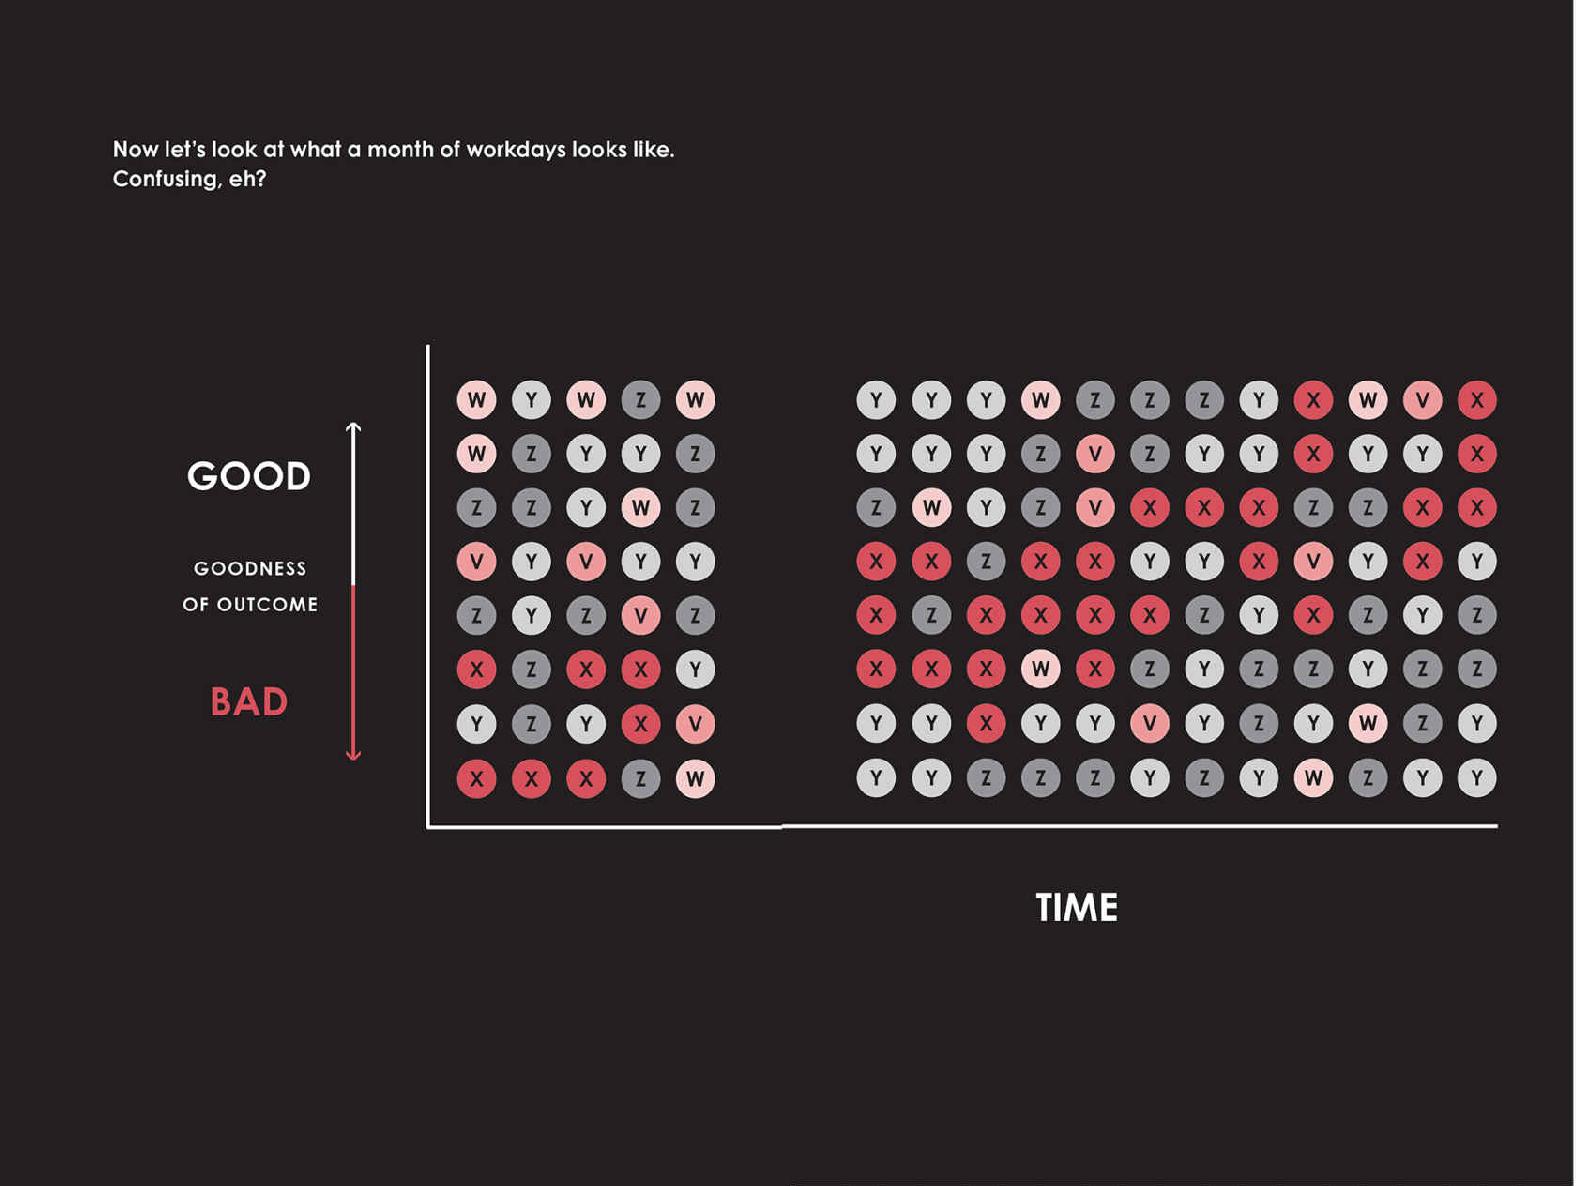 Now let's look at what a month of workdays looks like.
Confusing, eh?
W Y W Z W Y Y Y W Z Z Z Y X W V X
W Z Y Y Z Y Y Y Z V Z Y Y X Y Y X
GOOD
Z Z Y W Z Z W Y Z V X X X Z Z X X
V Y V Y Y X X Z X X Y Y X V Y X Y
GOODNESS
OF OUTCOME
Z Y Z V Z X Z X X X X Z Y X Z Y Z
X Z X X Y X X X W X Z Y Z Z Y Z Z
BAD
Y Z Y X V Y Y X Y Y V Y Z Y W Z Y
X X X Z W Y Y Z Z Z Y Z Y W Z Y Y
TIME